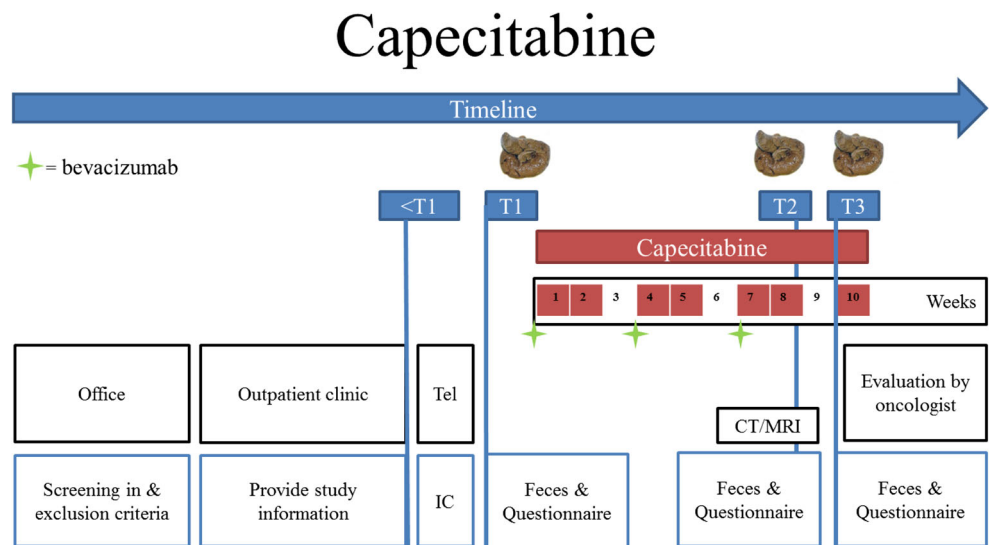 Capecitabine
Timeline
= bevacizumab
<T1
T1
T2
T3
Capecitabine
1 2 3 4 5 6 7 8 9 10 Weeks
Office
Outpatient clinic
Tel
CT/MRI
Evaluation by
oncologist
Screening in &
exclusion criteria
Provide study
information
IC
Feces &
Questionnaire
Feces &
Questionnaire
Feces &
Questionnaire